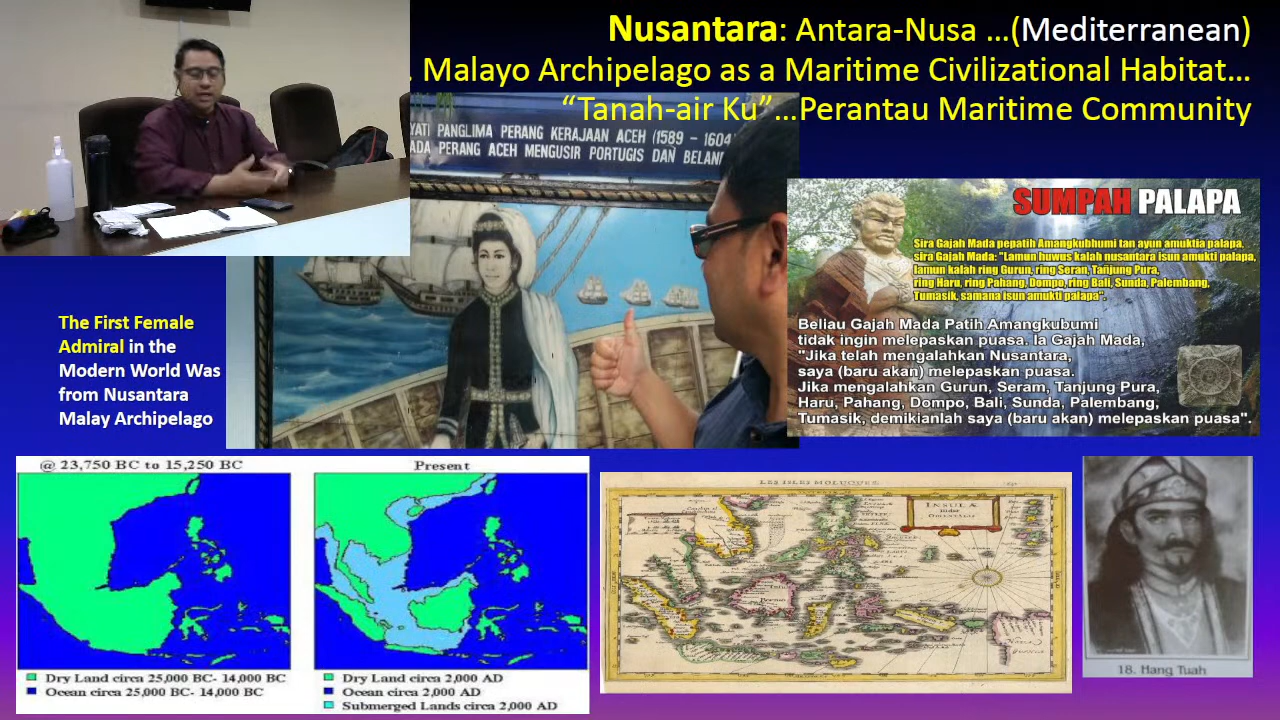 Nusantara: Antara-Nusa …(Mediterranean)
. Malayo Archipelago as a Maritime Civilizational Habitat…
“Tanah-air Ku”…Perantau Maritime Community
YATI PANGLIMA PERANG KERAJAAN ACEH (1589 - 1604
ADA PERANG ACEH MENGUSIR PORTUGIS DAN BELAN
SUMPAH PALAPA
Sira Gajah Mada pepatih Amangkubhumi tan ayun amuktia palapa,
sira Gajah Mada: "Lamun huwus kalah nusantara isun amukti palapa,
lamun kalah ring Gurun, ring Seran, Tanjung Pura,
ring Haru, ring Pahang, Dompo, ring Bali, Sunda, Palembang,
Tumasik, samana isun amukti palapa".
Beliau Gajah Mada Patih Amangkubumi
tidak ingin melepaskan puasa. Ia Gajah Mada,
"Jika telah mengalahkan Nusantara,
saya (baru akan) melepaskan puasa.
Jika mengalahkan Gurun, Seram, Tanjung Pura,
Haru, Pahang, Dompo, Bali, Sunda, Palembang,
Tumasik, demikianlah saya (baru akan) melepaskan puasa".
The First Female
Admiral in the
Modern World Was
from Nusantara
Malay Archipelago
@ 23,750 BC to 15,250 BC
Present
Dry Land circa 25,000 BC- 14,000 BC
Ocean circa 25,000 BC- 14,000 BC
Dry Land circa 2,000 AD
Ocean circa 2,000 AD
Submerged Lands circa 2,000 AD
LES ISLES MOLUQUES
INSULÆ
Borneo
18. Hang Tuah